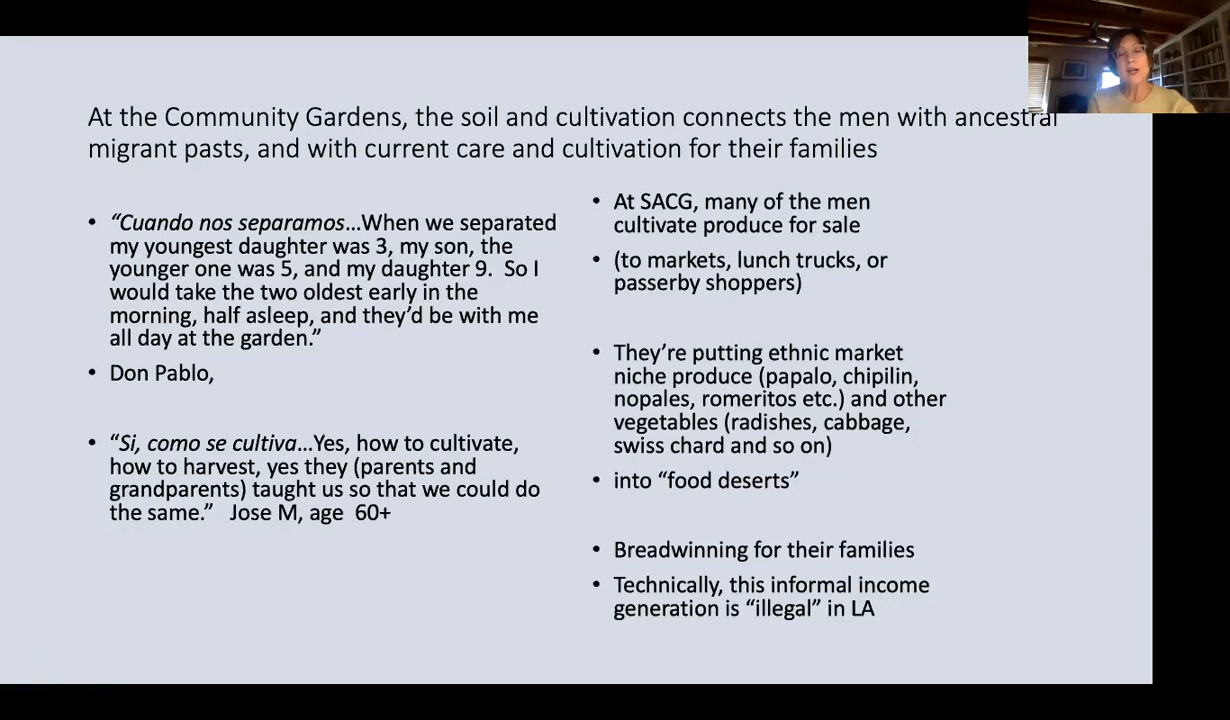 At the Community Gardens, the soil and cultivation connects the men with ancestral
migrant pasts, and with current care and cultivation for their families
• “Cuando nos separamos…When we separated
my youngest daughter was 3, my son, the
younger one was 5, and my daughter 9.  So I
would take the two oldest early in the
morning, half asleep, and they’d be with me
all day at the garden.”
• Don Pablo,
• “Si, como se cultiva…Yes, how to cultivate,
how to harvest, yes they (parents and
grandparents) taught us so that we could do
the same.”   Jose M, age  60+
• At SACG, many of the men
cultivate produce for sale
• (to markets, lunch trucks, or
passerby shoppers)
• They’re putting ethnic market
niche produce (papalo, chipilin,
nopales, romeritos etc.) and other
vegetables (radishes, cabbage,
swiss chard and so on)
• into “food deserts”
• Breadwinning for their families
• Technically, this informal income
generation is “illegal” in LA